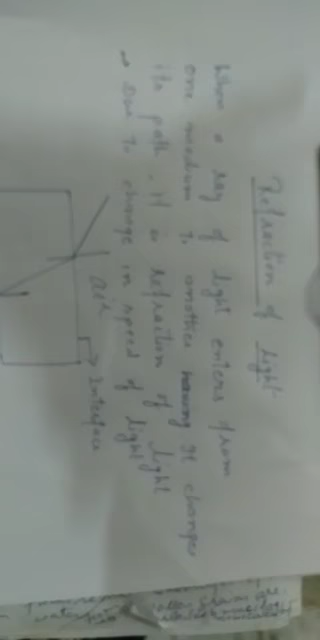 Refraction of light
When a ray of light enters from
one medium to another having it changes
its path. It is refraction of light
→ Due to change in speed of light
air
Interface